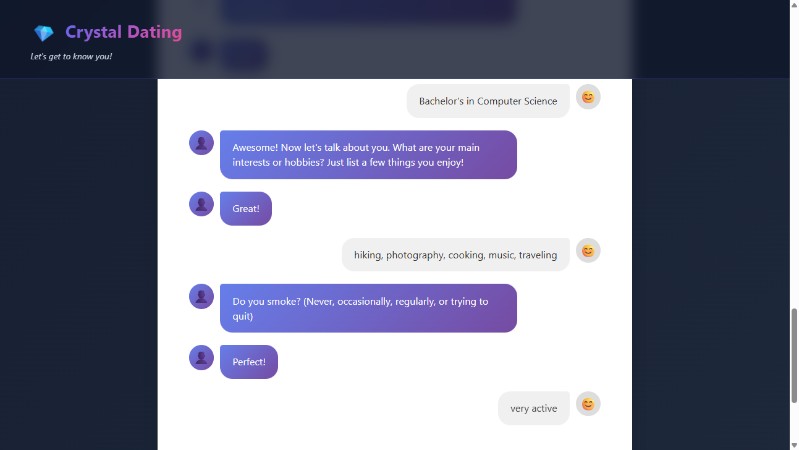 Crystal Dating
Let's get to know you!
Bachelor's in Computer Science
Awesome! Now let's talk about you. What are your main
interests or hobbies? Just list a few things you enjoy!
Great!
hiking, photography, cooking, music, traveling
Do you smoke? (Never, occasionally, regularly, or trying to
quit)
Perfect!
very active